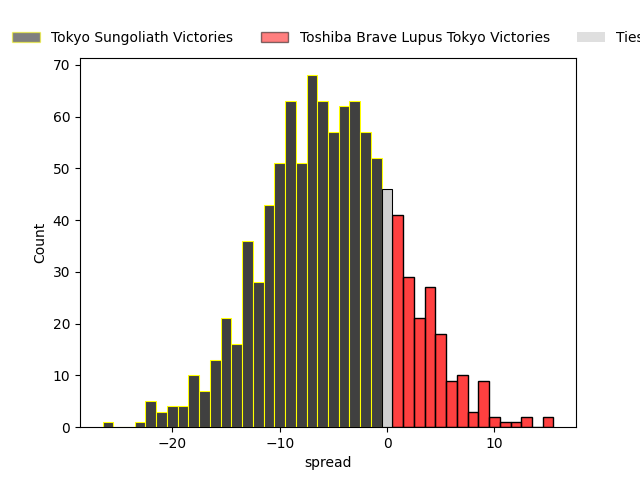 Tokyo Sungoliath Victories Toshiba Brave Lupus Tokyo Victories Ties
70
60
50
40
30
20
10
0
Count
−20 −10 0 10
spread